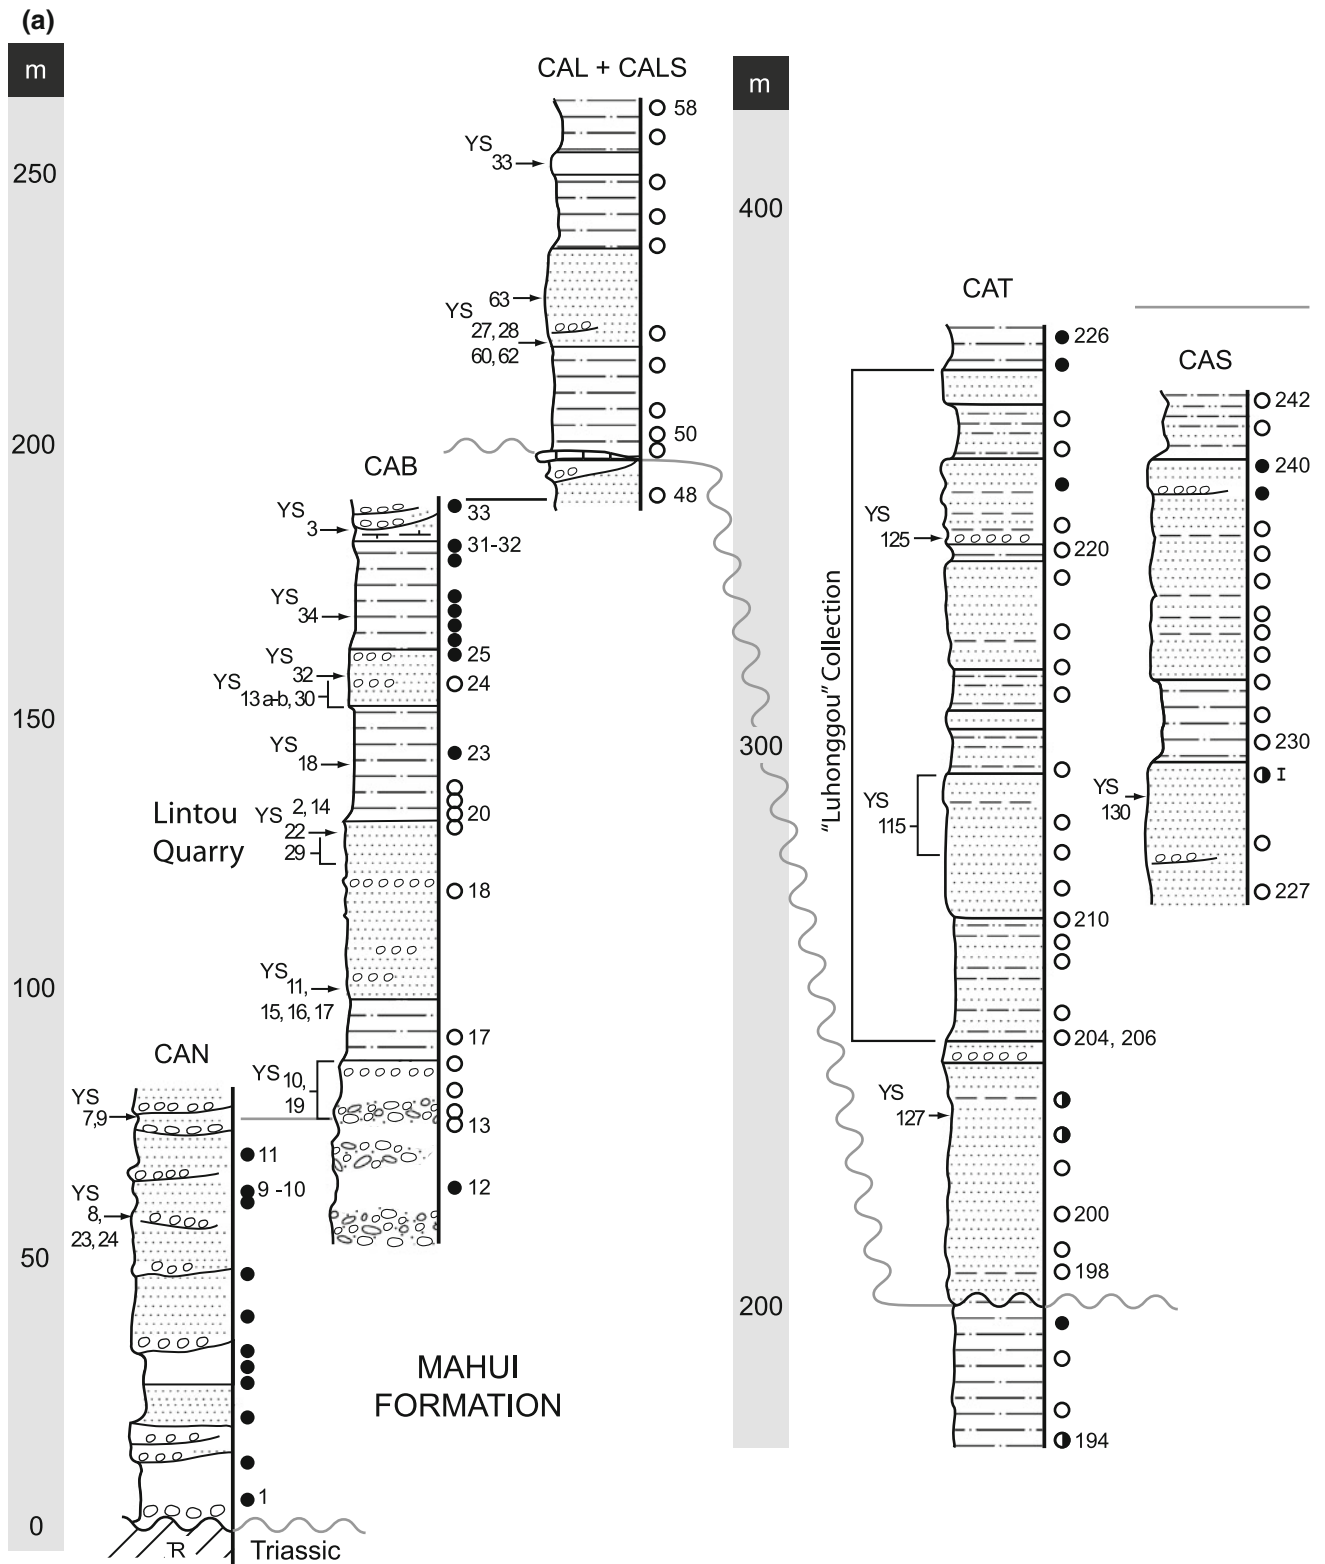 (a)
m
250
200
150
100
50
0
CAL + CALS
58
YS
33
63
YS
27, 28
60, 62
50
48
CAB
YS
3
33
31-32
YS
34
25
YS
32
YS
13 a-b, 30
24
YS
18
23
Lintou
Quarry
YS
2, 14
22
29
20
18
YS
11,
15, 16, 17
17
YS
10,
19
13
12
CAN
YS
7,9
11
9 -10
YS
8,
23, 24
1
TR
Triassic
MAHUI
FORMATION
m
400
300
200
CAT
226
"Luhonggou" Collection
YS
125
220
YS
115
210
204, 206
YS
127
200
198
194
CAS
242
240
230
I
YS
130
227